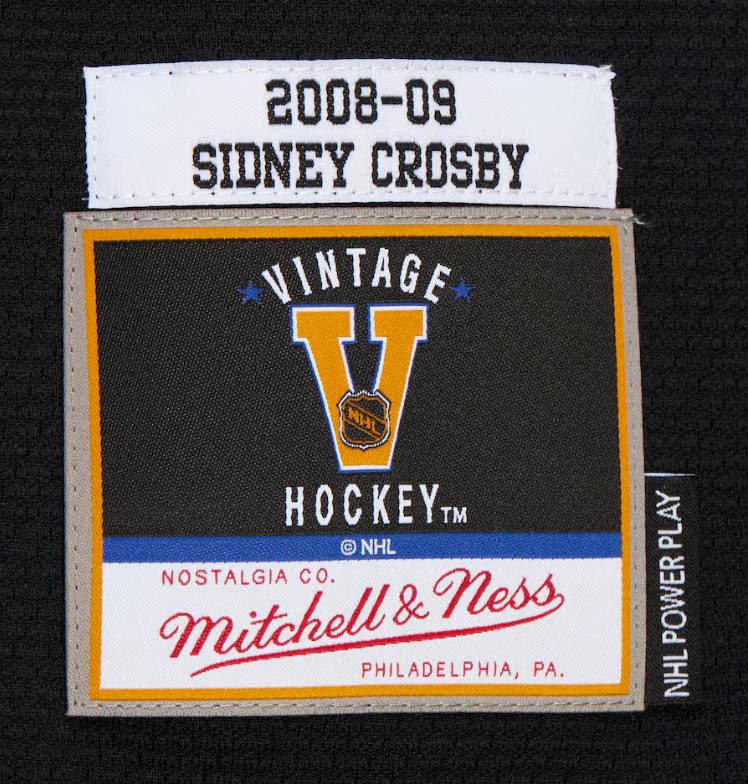 2008-09
SIDNEY CROSBY
VINTAGE
V
NHL
HOCKEY™
© NHL
NOSTALGIA CO.
Mitchell & Ness
PHILADELPHIA, PA.
NHL POWER PLAY